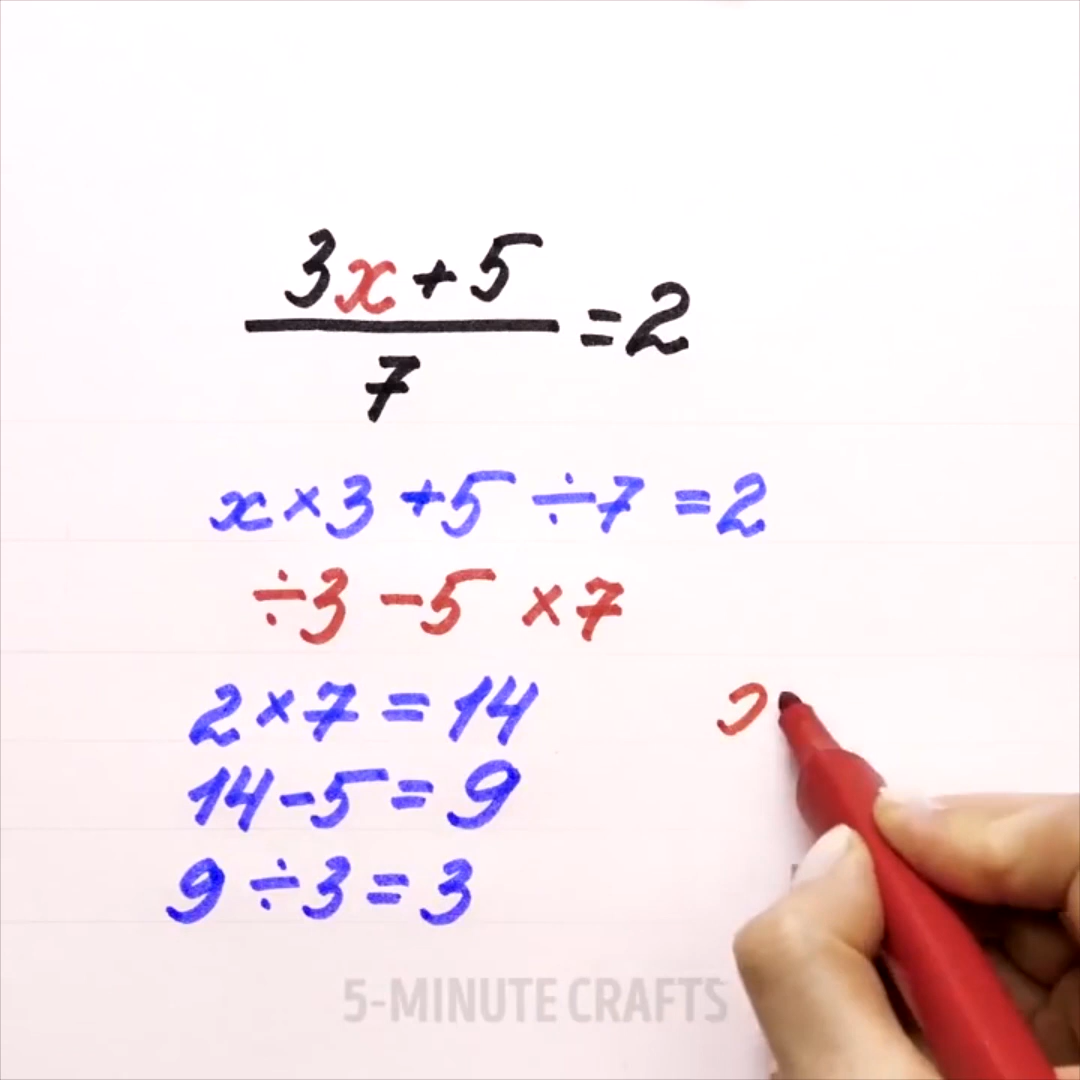 3x + 5
= 2
7
x × 3 + 5 ÷ 7 = 2
÷ 3 - 5 × 7
2 × 7 = 14
14 - 5 = 9
9 ÷ 3 = 3
5-MINUTE CRAFTS